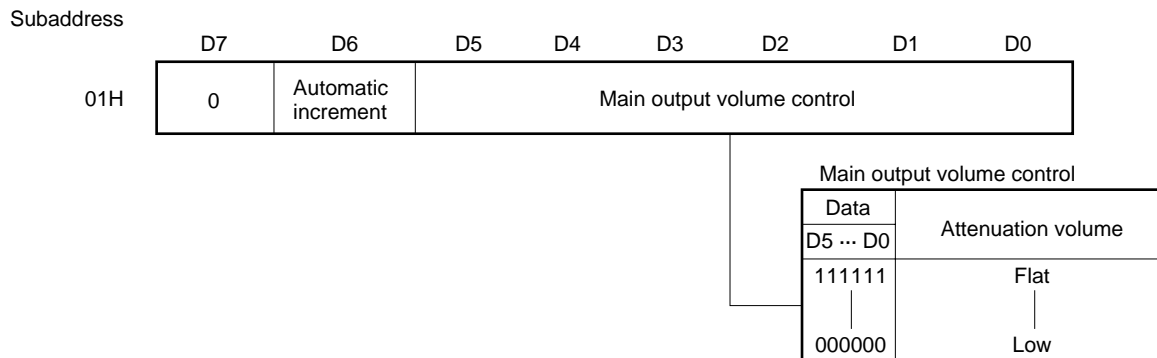 Subaddress
D7 D6 D5 D4 D3 D2 D1 D0
01H 0 Automatic increment Main output volume control
Main output volume control
Data Attenuation volume
D5 ··· D0
111111 Flat
000000 Low